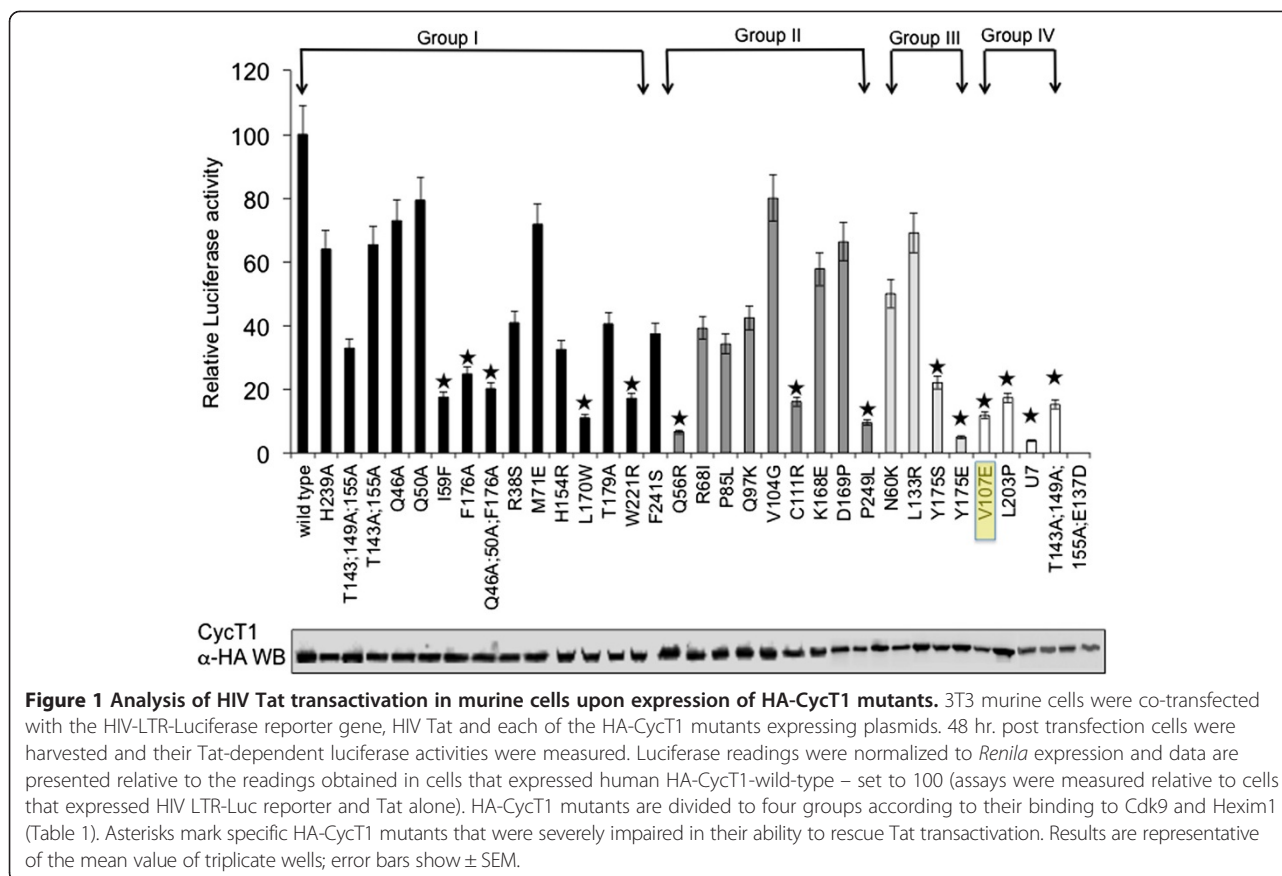 Group I Group II Group III Group IV
120
100
80
60
40
20
0
Relative Luciferase activity
wild type
H239A
T143;149A;155A
T143A;155A
Q46A
Q50A
I59F
F176A
Q46A;50A;F176A
R38S
M71E
H154R
L170W
T179A
W221R
F241S
Q56R
R68I
P85L
Q97K
V104G
C111R
K168E
D169P
P249L
N60K
L133R
Y175S
Y175E
V107E
L203P
U7
T143A;149A;
155A;E137D
CycT1
α-HA WB
Figure 1 Analysis of HIV Tat transactivation in murine cells upon expression of HA-CycT1 mutants. 3T3 murine cells were co-transfected
with the HIV-LTR-Luciferase reporter gene, HIV Tat and each of the HA-CycT1 mutants expressing plasmids. 48 hr. post transfection cells were
harvested and their Tat-dependent luciferase activities were measured. Luciferase readings were normalized to Renila expression and data are
presented relative to the readings obtained in cells that expressed human HA-CycT1-wild-type – set to 100 (assays were measured relative to cells
that expressed HIV LTR-Luc reporter and Tat alone). HA-CycT1 mutants are divided to four groups according to their binding to Cdk9 and Hexim1
(Table 1). Asterisks mark specific HA-CycT1 mutants that were severely impaired in their ability to rescue Tat transactivation. Results are representative
of the mean value of triplicate wells; error bars show ± SEM.